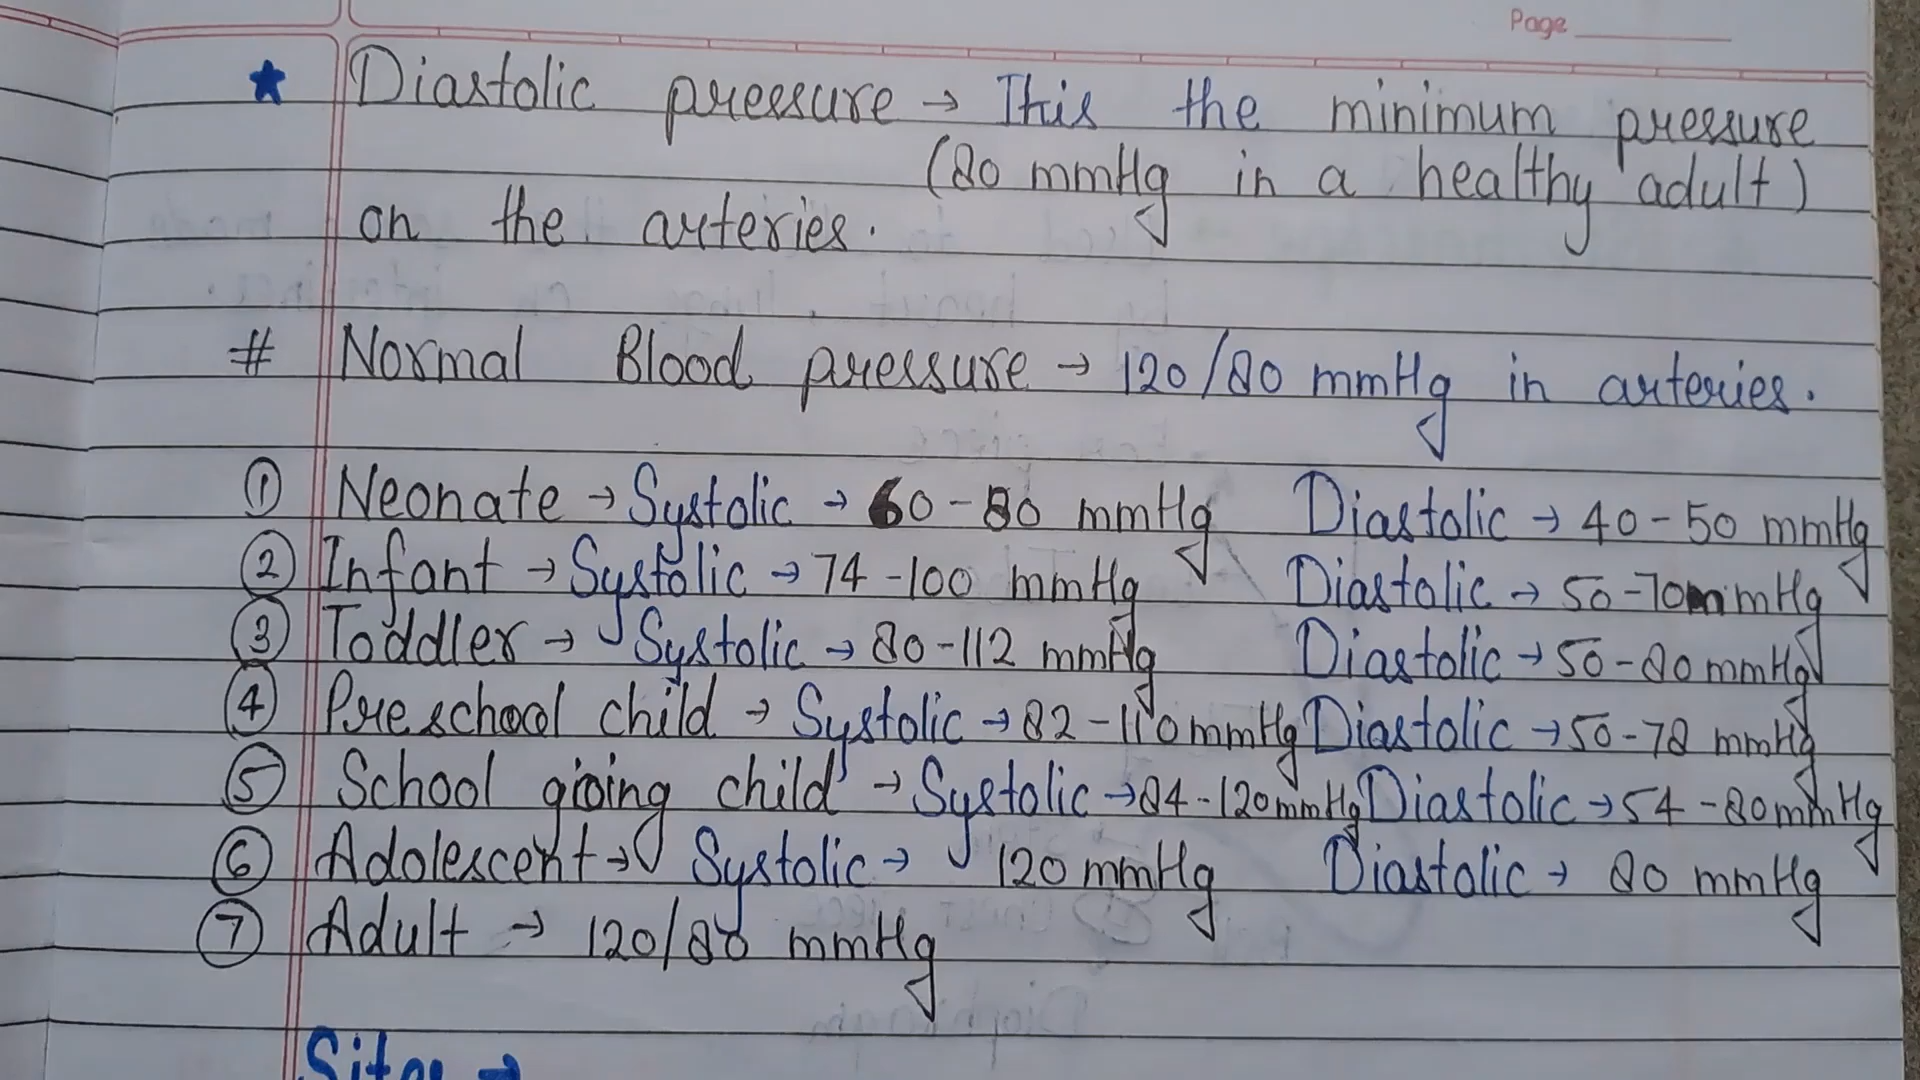 Page
★ Diastolic pressure → This the minimum pressure
(80 mmHg in a healthy adult)
on the arteries.
# Normal Blood pressure → 120/80 mmHg in arteries.
① Neonate → Systolic → 60-80 mmHg Diastolic → 40-50 mmHg
② Infant → Systolic → 74-100 mmHg Diastolic → 50-70 mmHg
③ Toddler → Systolic → 80-112 mmHg Diastolic → 50-80 mmHg
④ Preschool child → Systolic → 82-110 mmHg Diastolic → 50-78 mmHg
⑤ School going child → Systolic → 84-120 mmHg Diastolic → 54-80 mmHg
⑥ Adolescent → Systolic → 120 mmHg Diastolic → 80 mmHg
⑦ Adult → 120/80 mmHg
Sites →